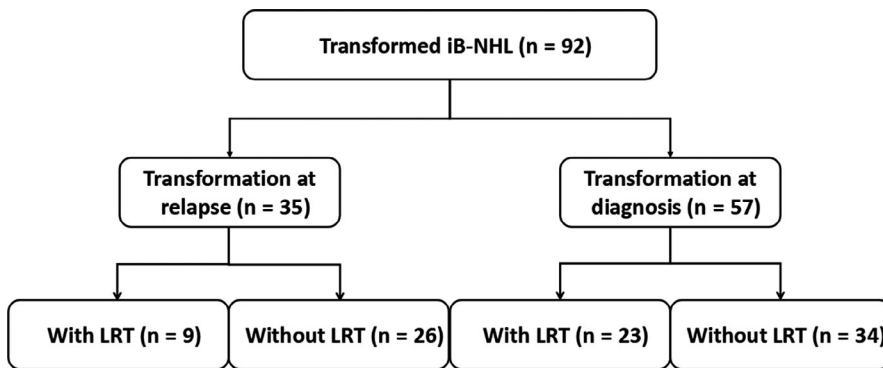 Transformed iB-NHL (n = 92)
Transformation at
relapse (n = 35)
Transformation at
diagnosis (n = 57)
With LRT (n = 9)
Without LRT (n = 26)
With LRT (n = 23)
Without LRT (n = 34)